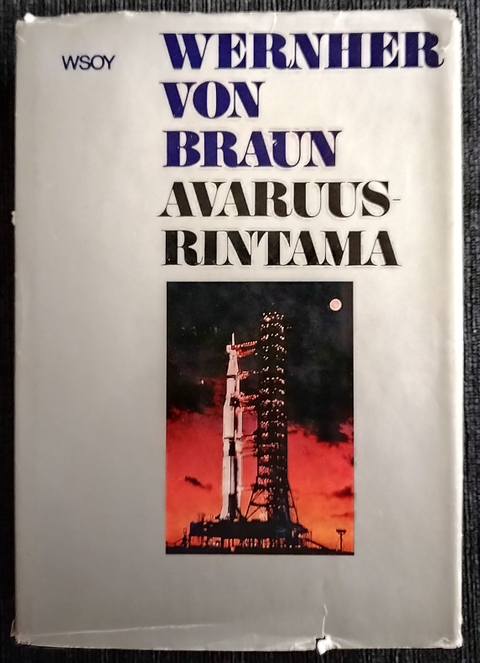 WSOY
WERNHER
VON
BRAUN
AVARUUS-
RINTAMA